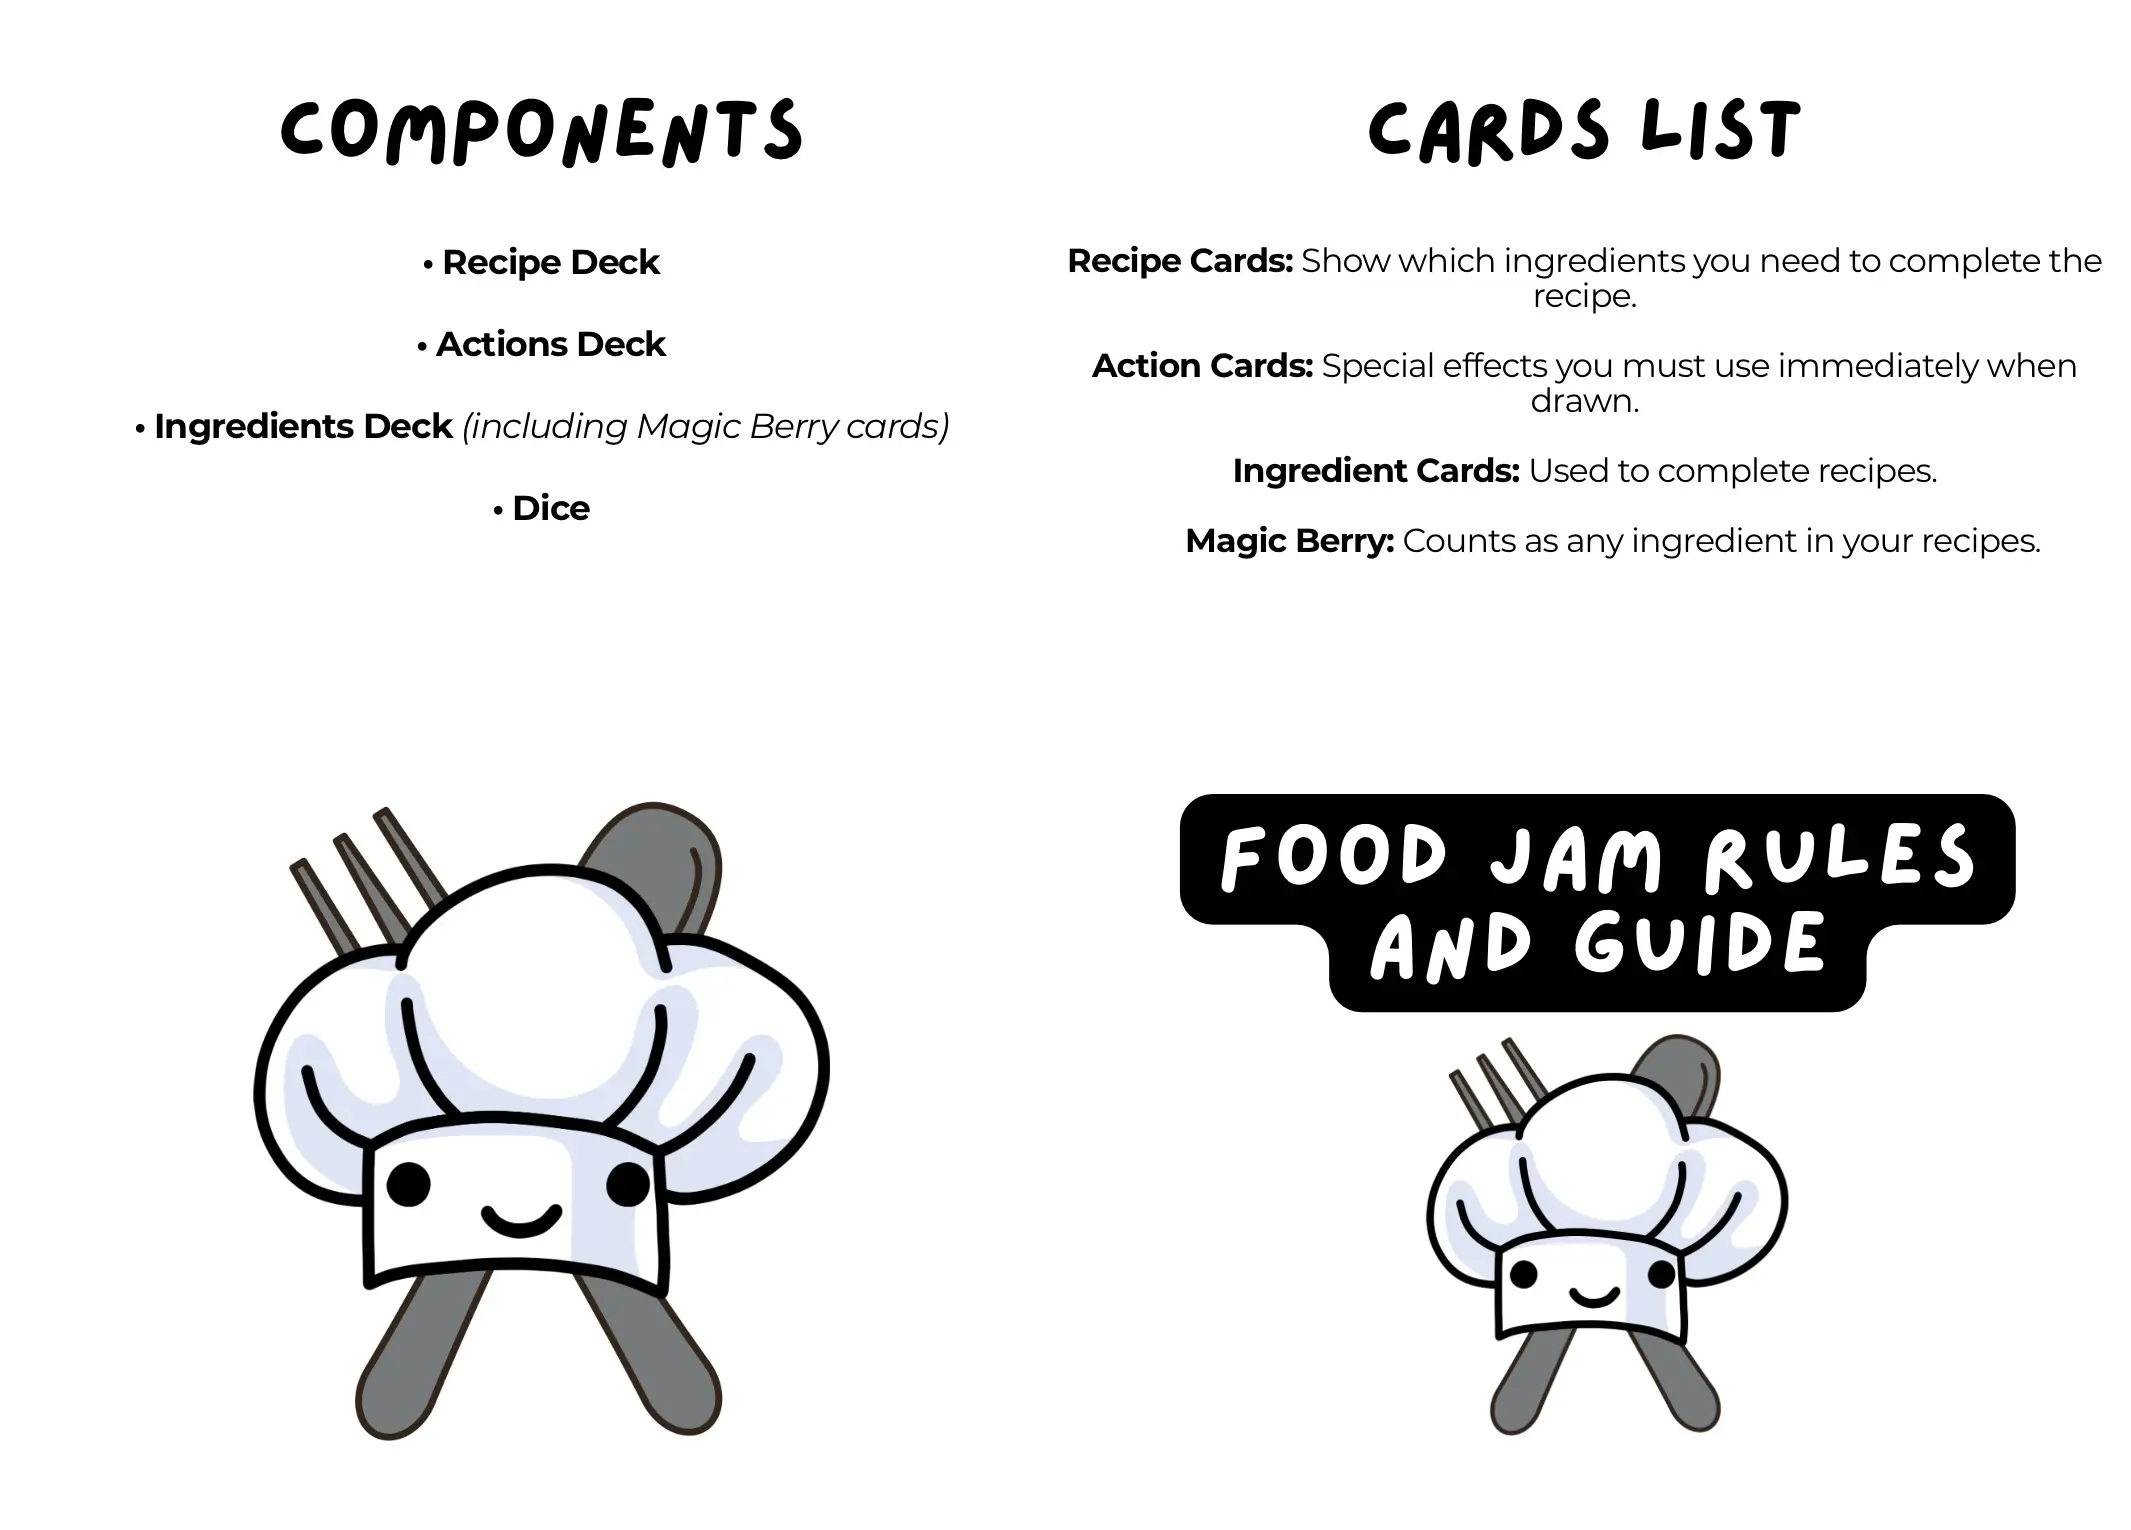 COMPONENTS
• Recipe Deck
• Actions Deck
• Ingredients Deck (including Magic Berry cards)
• Dice
CARDS LIST
Recipe Cards: Show which ingredients you need to complete the
recipe.
Action Cards: Special effects you must use immediately when
drawn.
Ingredient Cards: Used to complete recipes.
Magic Berry: Counts as any ingredient in your recipes.
FOOD JAM RULES
AND GUIDE